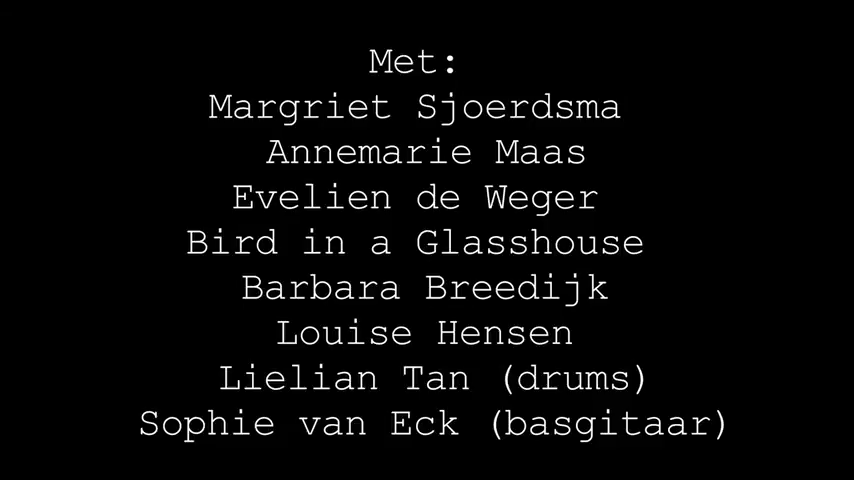 Met:
Margriet Sjoerdsma
Annemarie Maas
Evelien de Weger
Bird in a Glasshouse
Barbara Breedijk
Louise Hensen
Lielian Tan (drums)
Sophie van Eck (basgitaar)